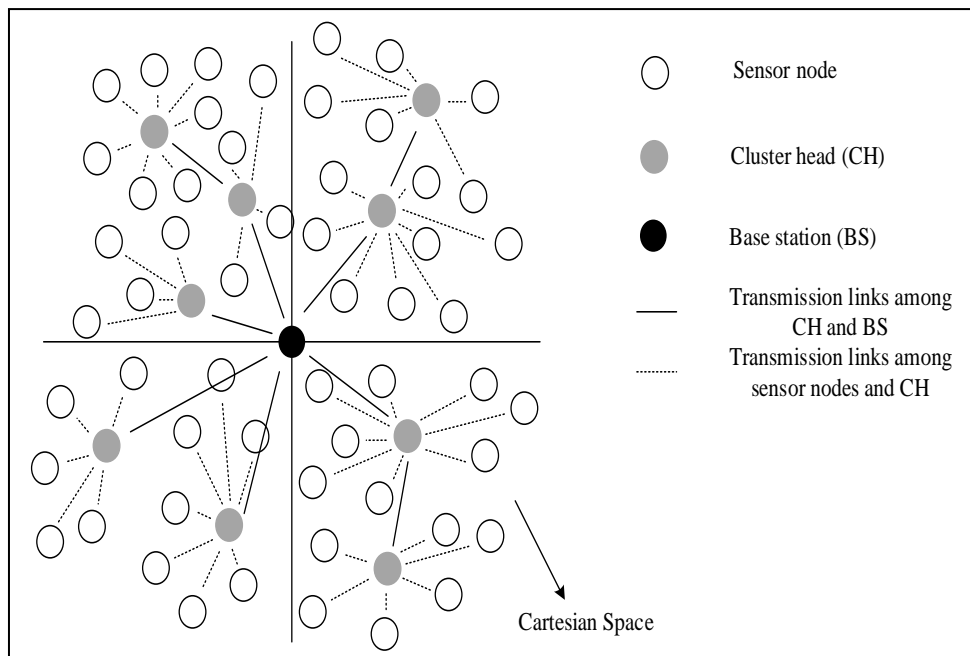 Sensor node
Cluster head (CH)
Base station (BS)
Transmission links among
CH and BS
Transmission links among
sensor nodes and CH
Cartesian Space